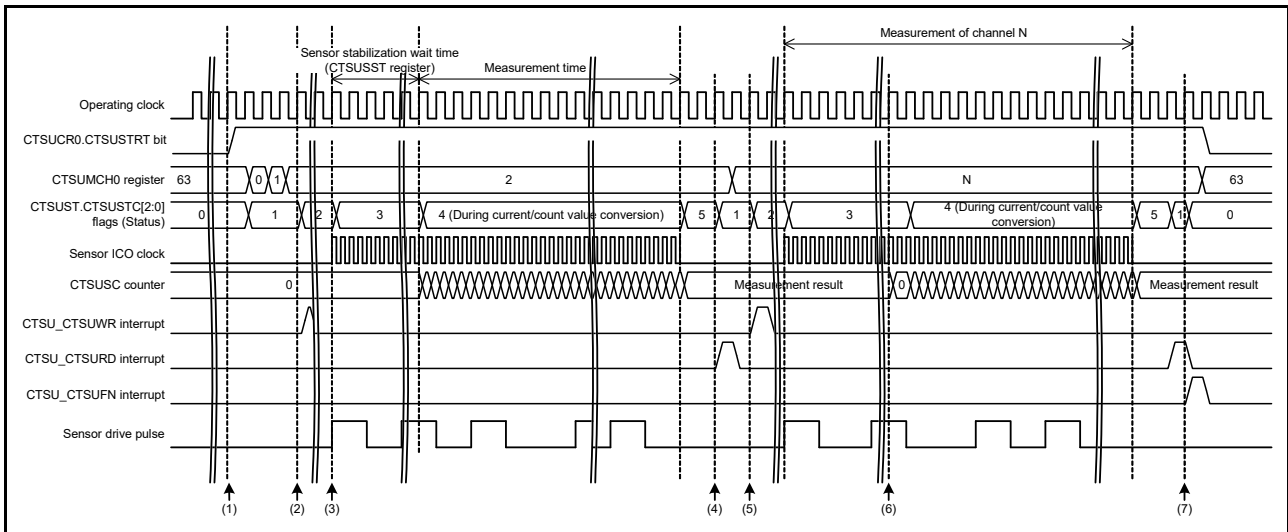 Measurement of channel N
Sensor stabilization wait time
(CTSUSST register)
Measurement time
Operating clock
CTSUCR0.CTSUSTRT bit
CTSUMCH0 register
63
0
1
2
N
63
CTSUST.CTSUSTC[2:0]
flags (Status)
0
1
2
3
4 (During current/count value conversion)
5
1
2
3
4 (During current/count value
conversion)
5
1
0
Sensor ICO clock
CTSUSC counter
0
Measurement result
0
Measurement result
CTSU_CTSUWR interrupt
CTSU_CTSURD interrupt
CTSU_CTSUFN interrupt
Sensor drive pulse
(1)
(2)
(3)
(4)
(5)
(6)
(7)